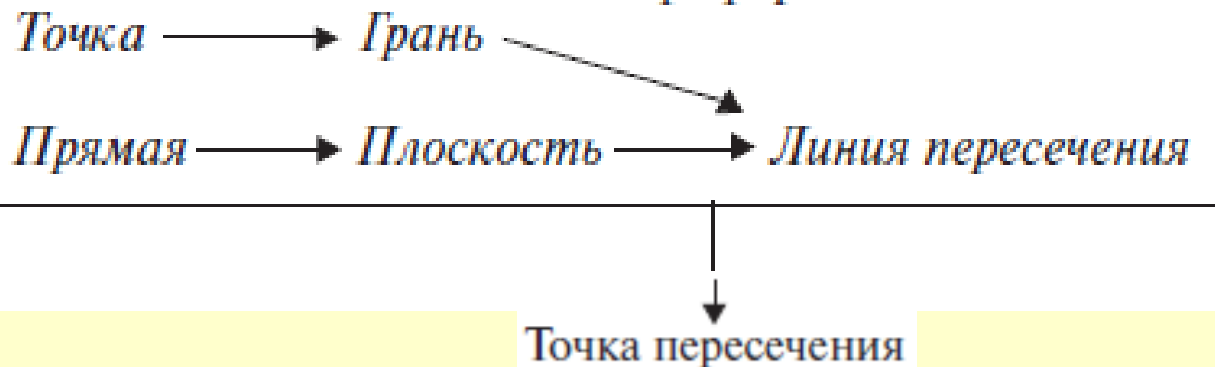 Точка Грань
Прямая Плоскость Линия пересечения
Точка пересечения